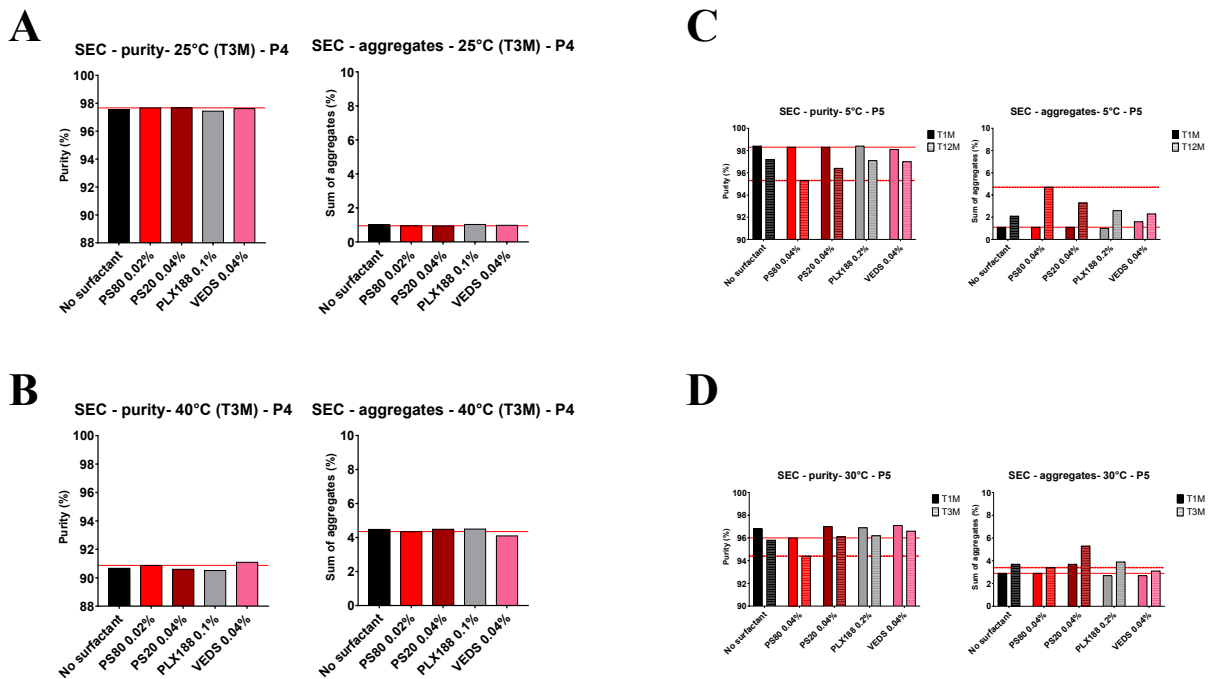 A
SEC - purity- 25°C (T3M) - P4
Purity (%)
100
98
96
94
92
90
88
No surfactant
PS80 0.02%
PS20 0.04%
PLX188 0.1%
VEDS 0.04%
SEC - aggregates - 25°C (T3M) - P4
Sum of aggregates (%)
10
8
6
4
2
0
No surfactant
PS80 0.02%
PS20 0.04%
PLX188 0.1%
VEDS 0.04%
B
SEC - purity- 40°C (T3M) - P4
Purity (%)
100
98
96
94
92
90
88
No surfactant
PS80 0.02%
PS20 0.04%
PLX188 0.1%
VEDS 0.04%
SEC - aggregates - 40°C (T3M) - P4
Sum of aggregates (%)
10
8
6
4
2
0
No surfactant
PS80 0.02%
PS20 0.04%
PLX188 0.1%
VEDS 0.04%
C
SEC - purity- 5°C - P5
Purity (%)
100
98
96
94
92
90
No surfactant
PS80 0.04%
PS20 0.04%
PLX188 0.2%
VEDS 0.04%
T1M
T12M
SEC - aggregates- 5°C - P5
Sum of aggregates (%)
10
8
6
4
2
0
No surfactant
PS80 0.04%
PS20 0.04%
PLX188 0.2%
VEDS 0.04%
T1M
T12M
D
SEC - purity- 30°C - P5
Purity (%)
100
98
96
94
92
90
No surfactant
PS80 0.04%
PS20 0.04%
PLX188 0.2%
VEDS 0.04%
T1M
T3M
SEC - aggregates- 30°C - P5
Sum of aggregates (%)
10
8
6
4
2
0
No surfactant
PS80 0.04%
PS20 0.04%
PLX188 0.2%
VEDS 0.04%
T1M
T3M